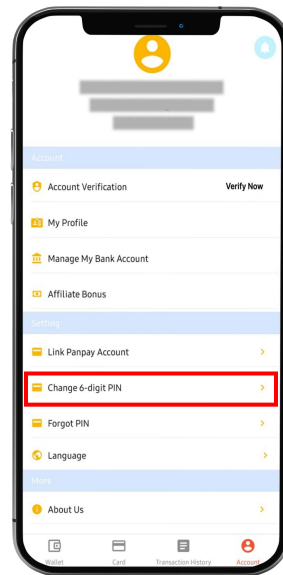 Account
Account Verification Verify Now
My Profile
Manage My Bank Account
Affiliate Bonus
Setting
Link Panpay Account
Change 6-digit PIN
Forgot PIN
Language
More
About Us
Wallet Card Transaction History Account